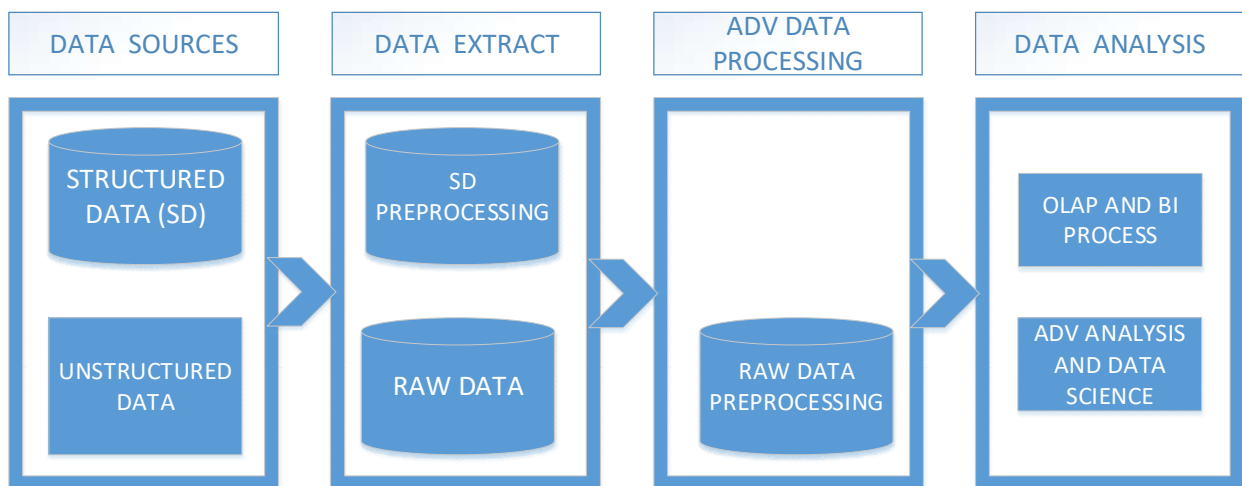 DATA SOURCES
DATA EXTRACT
ADV DATA
PROCESSING
DATA ANALYSIS
STRUCTURED
DATA (SD)
UNSTRUCTURED
DATA
SD
PREPROCESSING
RAW DATA
RAW DATA
PREPROCESSING
OLAP AND BI
PROCESS
ADV ANALYSIS
AND DATA
SCIENCE